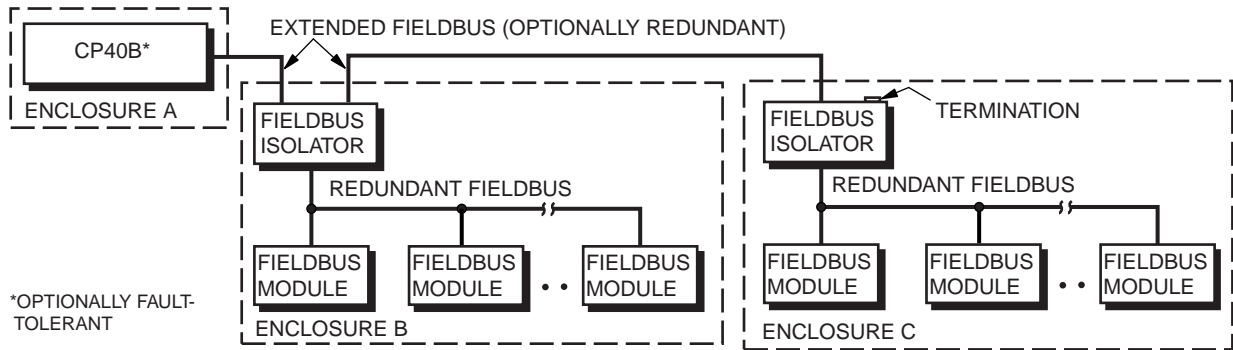 EXTENDED FIELDBUS (OPTIONALLY REDUNDANT)
CP40B*
ENCLOSURE A
FIELDBUS
ISOLATOR
REDUNDANT FIELDBUS
FIELDBUS
MODULE
FIELDBUS
MODULE
FIELDBUS
MODULE
ENCLOSURE B
TERMINATION
FIELDBUS
ISOLATOR
REDUNDANT FIELDBUS
FIELDBUS
MODULE
FIELDBUS
MODULE
FIELDBUS
MODULE
ENCLOSURE C
*OPTIONALLY FAULT-
TOLERANT